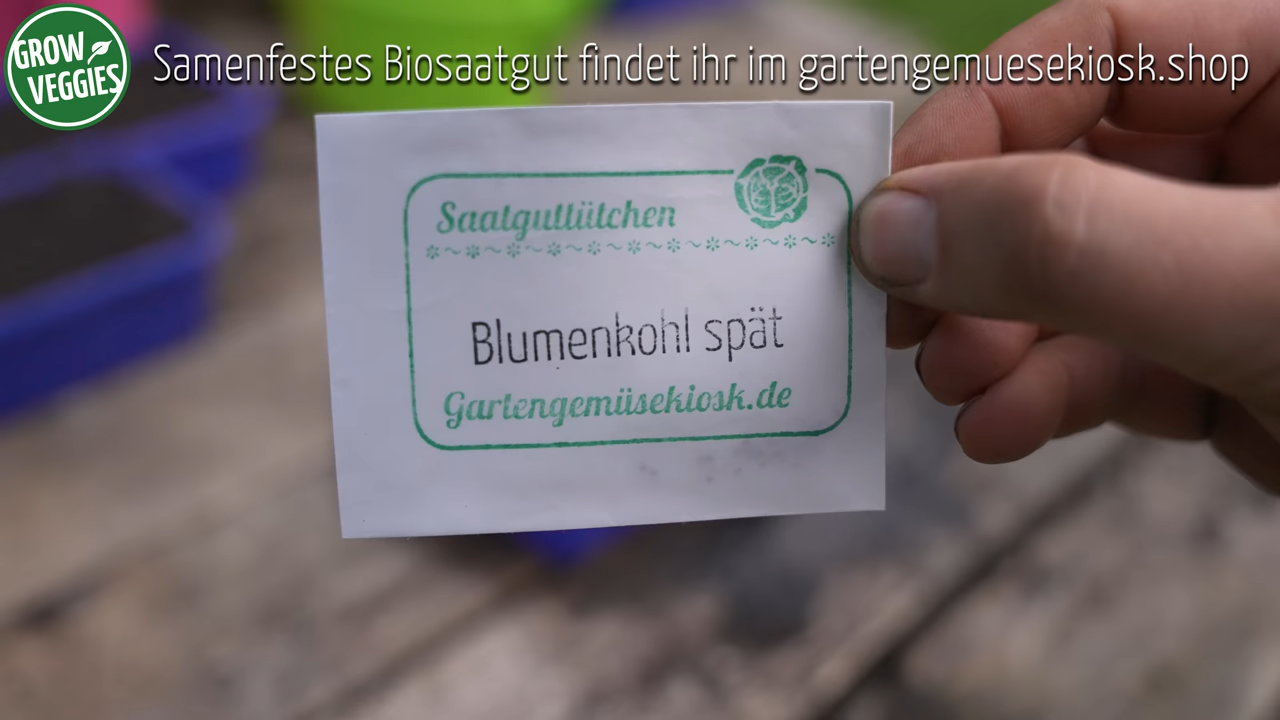 GROW
VEGGIES
Samenfestes Biosaatgut findet ihr im gartengemuesekiosk.shop
Saatguttütchen
Blumenkohl spät
Gartengemüsekiosk.de